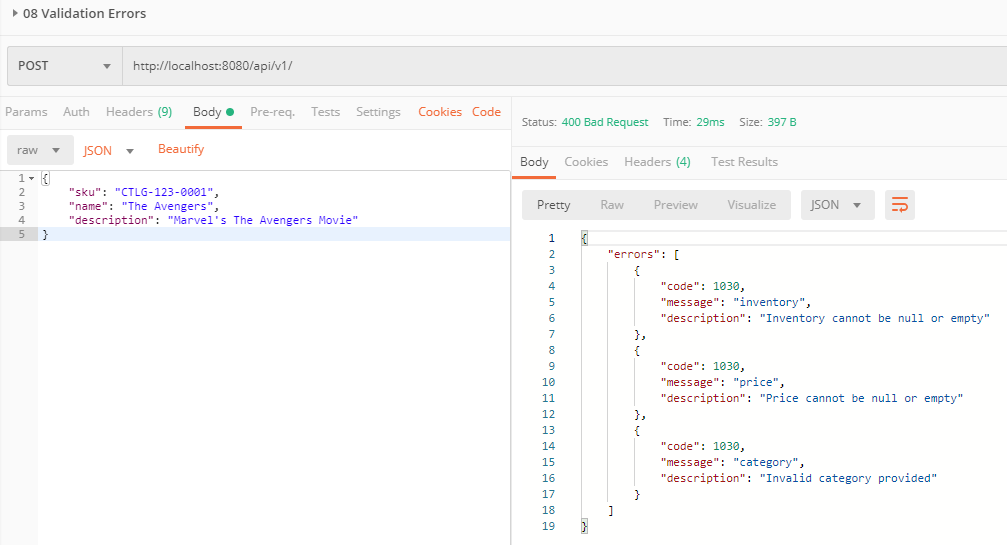 08 Validation Errors
POST http://localhost:8080/api/v1/
Params Auth Headers (9) Body Pre-req. Tests Settings Cookies Code
raw JSON Beautify
1 {
2 "sku": "CTLG-123-0001",
3 "name": "The Avengers",
4 "description": "Marvel's The Avengers Movie"
5 }
Status: 400 Bad Request Time: 29ms Size: 397 B
Body Cookies Headers (4) Test Results
Pretty Raw Preview Visualize JSON
1 {
2 "errors": [
3 {
4 "code": 1030,
5 "message": "inventory",
6 "description": "Inventory cannot be null or empty"
7 },
8 {
9 "code": 1030,
10 "message": "price",
11 "description": "Price cannot be null or empty"
12 },
13 {
14 "code": 1030,
15 "message": "category",
16 "description": "Invalid category provided"
17 }
18 ]
19 }